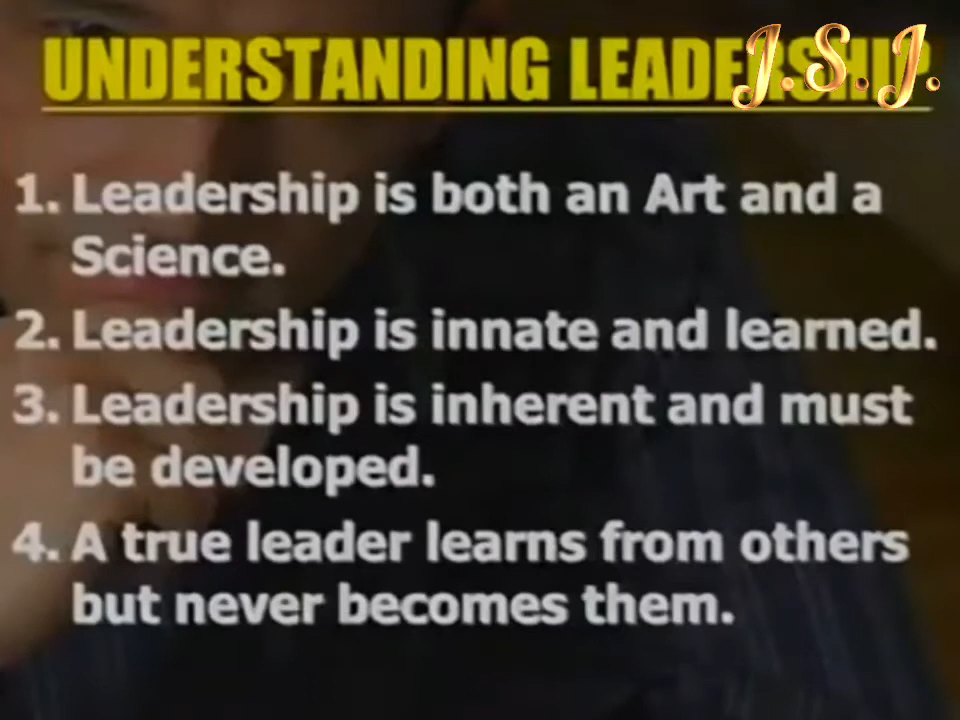 UNDERSTANDING LEADERSHIP
J.S.J.
1. Leadership is both an Art and a
Science.
2. Leadership is innate and learned.
3. Leadership is inherent and must
be developed.
4. A true leader learns from others
but never becomes them.